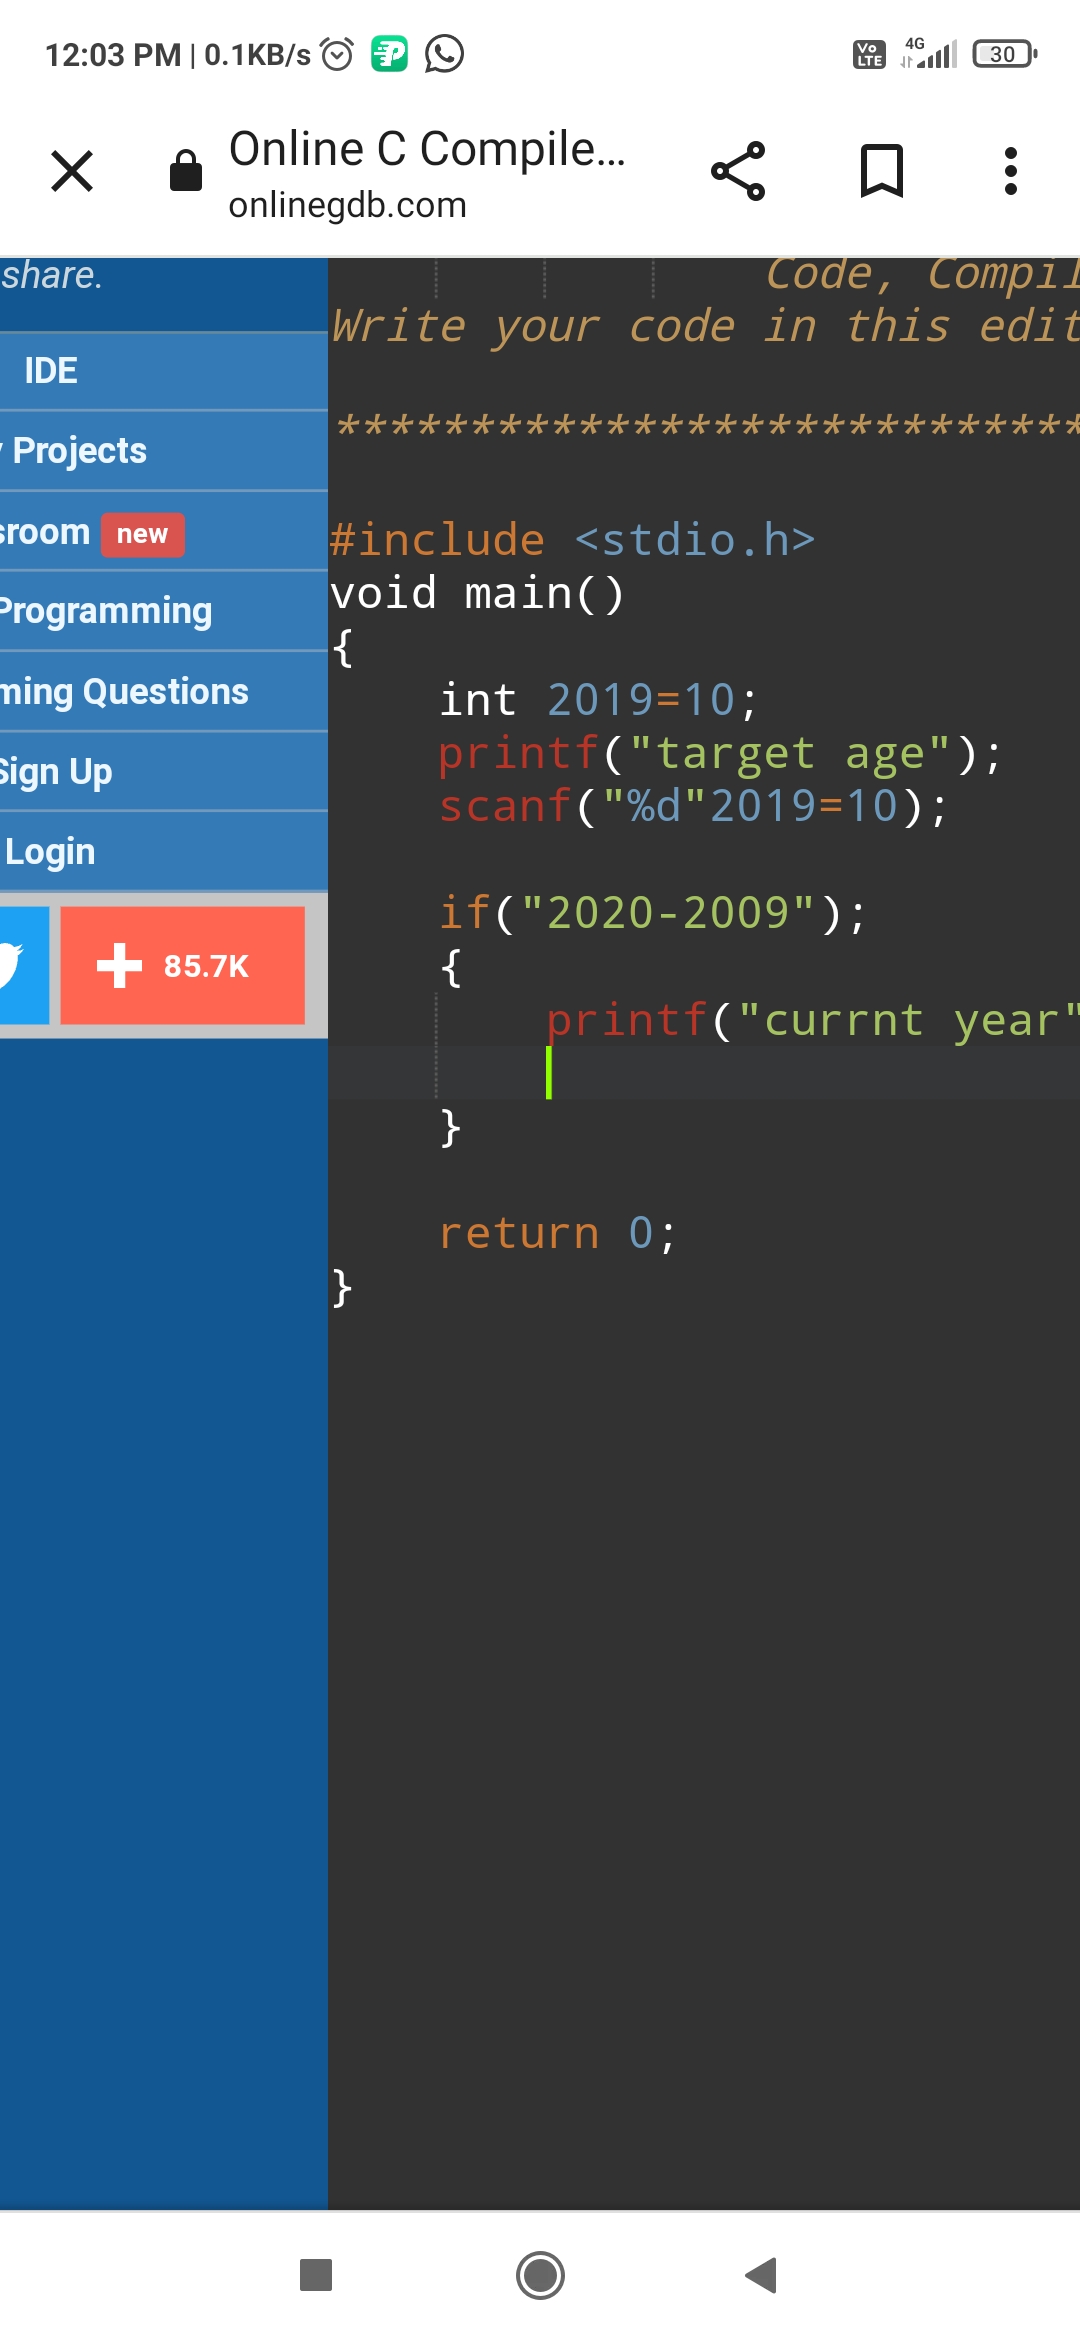 12:03 PM | 0.1KB/s
Vo LTE 4G 30
Online C Compile...
onlinegdb.com
share.
IDE
Projects
sroom new
Programming
ming Questions
Sign Up
Login
85.7K
Code, Compil
Write your code in this edit
****************************
#include <stdio.h>
void main()
{
int 2019=10;
printf("target age");
scanf("%d"2019=10);
if("2020-2009");
{
printf("currnt year"
}
return 0;
}